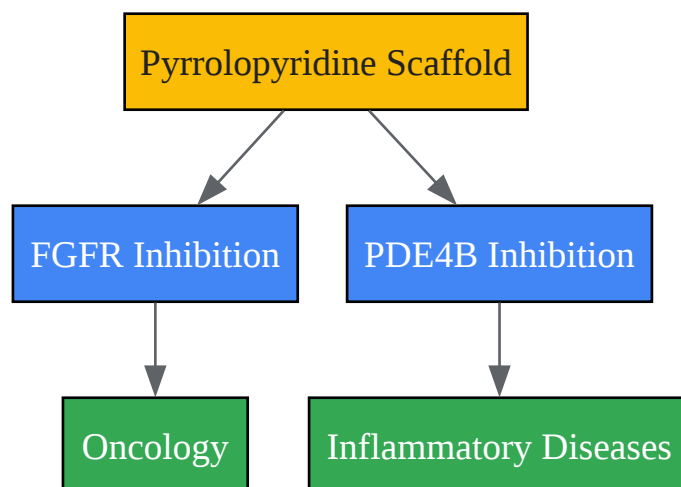 Pyrrolopyridine Scaffold
FGFR Inhibition
PDE4B Inhibition
Oncology
Inflammatory Diseases